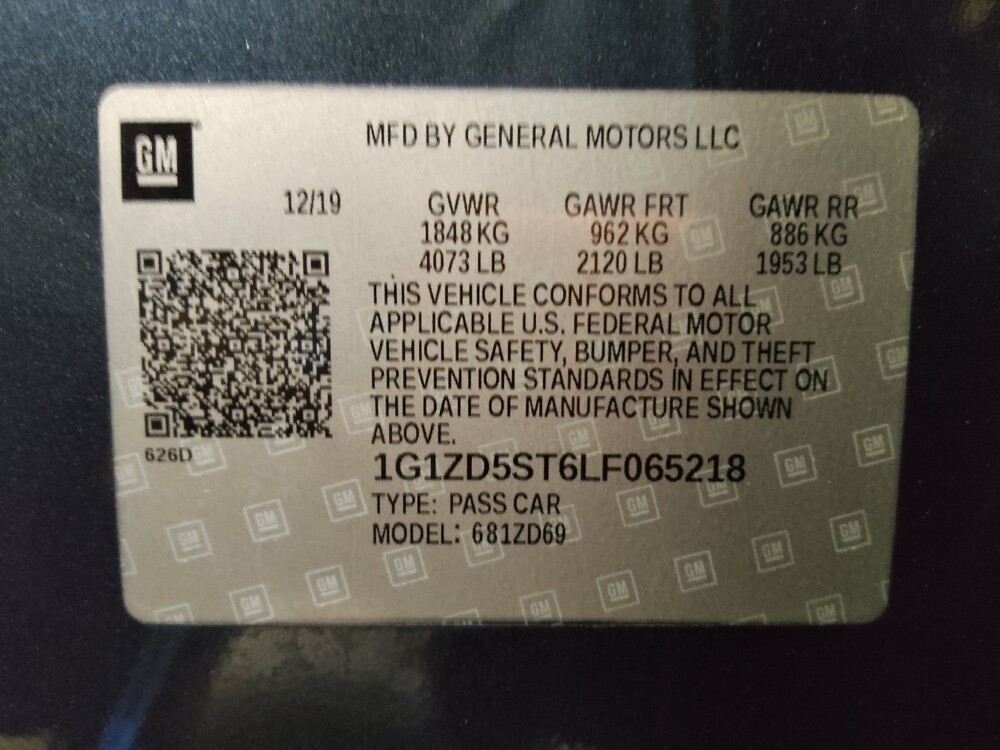 GM
MFD BY GENERAL MOTORS LLC
12/19 GVWR GAWR FRT GAWR RR
1848 KG 962 KG 886 KG
4073 LB 2120 LB 1953 LB
THIS VEHICLE CONFORMS TO ALL
APPLICABLE U.S. FEDERAL MOTOR
VEHICLE SAFETY, BUMPER, AND THEFT
PREVENTION STANDARDS IN EFFECT ON
THE DATE OF MANUFACTURE SHOWN
ABOVE.
626D
1G1ZD5ST6LF065218
TYPE: PASS CAR
MODEL: 681ZD69